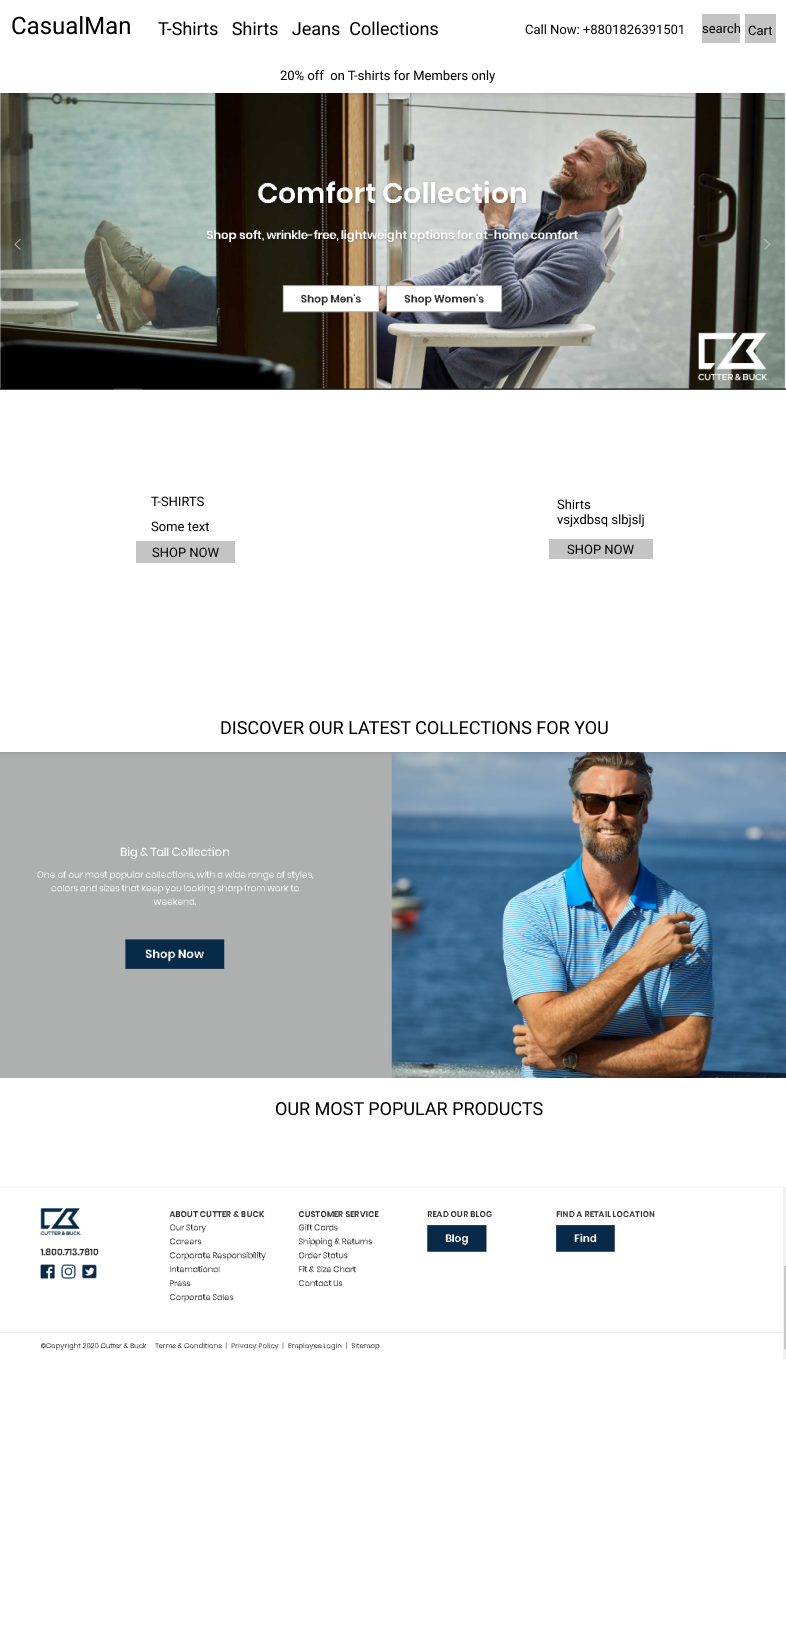 CasualMan T-Shirts Shirts Jeans Collections Call Now: +8801826391501 search Cart
20% off on T-shirts for Members only
Comfort Collection
Shop soft, wrinkle-free, lightweight options for at-home comfort
Shop Men's Shop Women's
CUTTER & BUCK
T-SHIRTS
Some text
SHOP NOW
Shirts
vsjxdbsq slbjslj
SHOP NOW
DISCOVER OUR LATEST COLLECTIONS FOR YOU
Big & Tall Collection
One of our most popular collections, with a wide range of styles,
colors and sizes that keep you looking sharp from work to
weekend.
Shop Now
OUR MOST POPULAR PRODUCTS
CUTTER & BUCK
1.800.713.7810
ABOUT CUTTER & BUCK
Our Story
Careers
Corporate Responsibility
International
Press
Corporate Sales
CUSTOMER SERVICE
Gift Cards
Shipping & Returns
Order Status
Fit & Size Chart
Contact Us
READ OUR BLOG
Blog
FIND A RETAIL LOCATION
Find
©Copyright 2020 Cutter & Buck Terms & Conditions | Privacy Policy | Employee Login | Sitemap